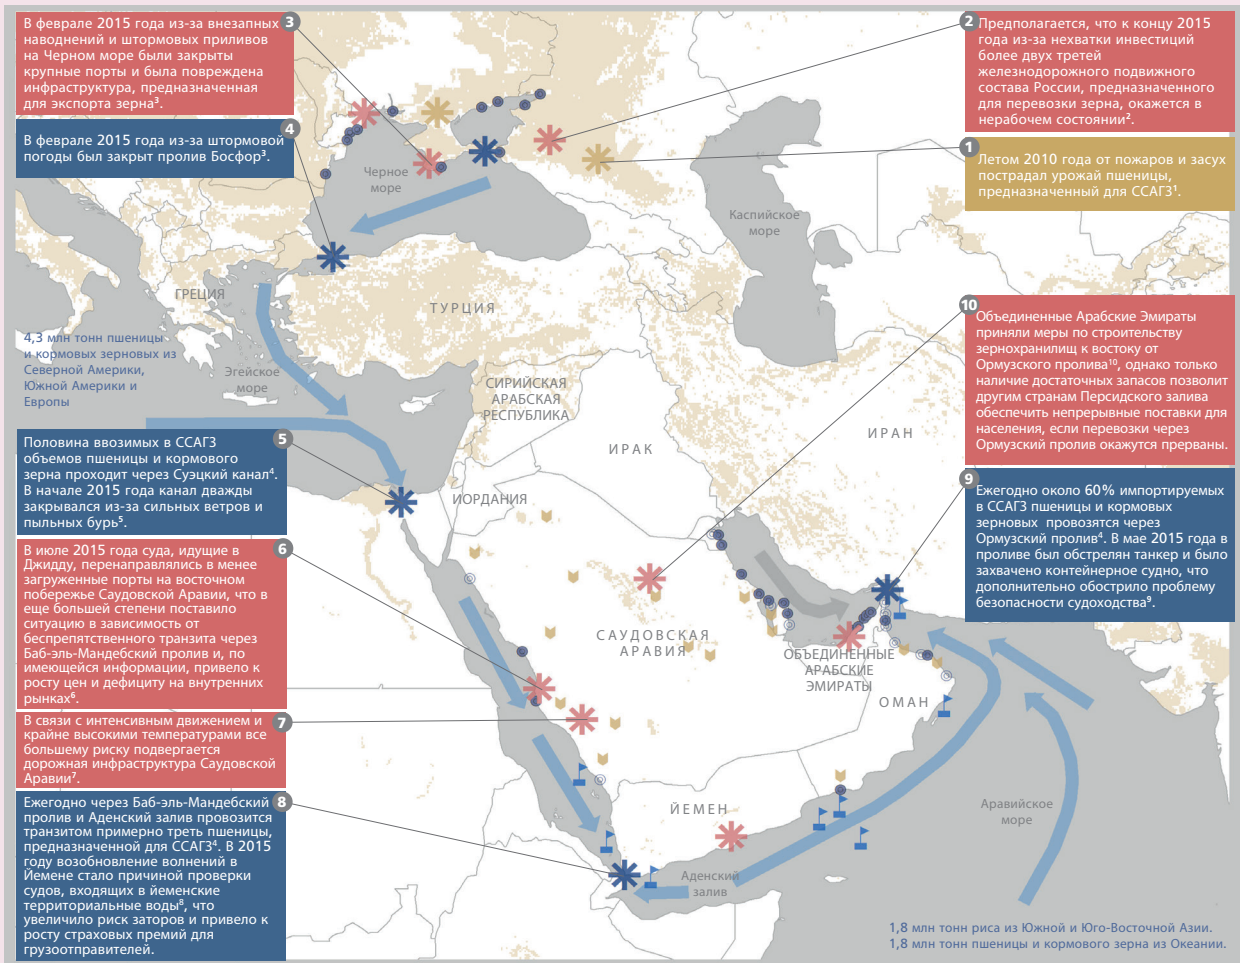 3
В феврале 2015 года из-за внезапных
наводнений и штормовых приливов
на Черном море были закрыты
крупные порты и была повреждена
инфраструктура, предназначенная
для экспорта зерна³.
4
В феврале 2015 года из-за штормовой
погоды был закрыт пролив Босфор³.
2
Предполагается, что к концу 2015
года из-за нехватки инвестиций
более двух третей
железнодорожного подвижного
состава России, предназначенного
для перевозки зерна, окажется в
нерабочем состоянии².
1
Летом 2010 года от пожаров и засух
пострадал урожай пшеницы,
предназначенный для ССАГЗ¹.
Черное
море
Каспийское
море
ГРЕЦИЯ
ТУРЦИЯ
4,3 млн тонн пшеницы
и кормовых зерновых из
Северной Америки,
Южной Америки и
Европы
Эгейское
море
СИРИЙСКАЯ
АРАБСКАЯ
РЕСПУБЛИКА
ИРАК
ИРАН
ИОРДАНИЯ
10
Объединенные Арабские Эмираты
приняли меры по строительству
зернохранилищ к востоку от
Ормузского пролива¹⁰, однако только
наличие достаточных запасов позволит
другим странам Персидского залива
обеспечить непрерывные поставки для
населения, если перевозки через
Ормузский пролив окажутся прерваны.
5
Половина ввозимых в ССАГЗ
объемов пшеницы и кормового
зерна проходит через Суэцкий канал⁴.
В начале 2015 года канал дважды
закрывался из-за сильных ветров и
пыльных бурь⁵.
9
Ежегодно около 60% импортируемых
в ССАГЗ пшеницы и кормовых
зерновых провозятся через
Ормузский пролив⁴. В мае 2015 года в
проливе был обстрелян танкер и было
захвачено контейнерное судно, что
дополнительно обострило проблему
безопасности судоходства⁹.
6
В июле 2015 года суда, идущие в
Джидду, перенаправлялись в менее
загруженные порты на восточном
побережье Саудовской Аравии, что в
еще большей степени поставило
ситуацию в зависимость от
беспрепятственного транзита через
Баб-эль-Мандебский пролив и, по
имеющейся информации, привело к
росту цен и дефициту на внутренних
рынках⁶.
САУДОВСКАЯ
АРАВИЯ
ОБЪЕДИНЕННЫЕ
АРАБСКИЕ
ЭМИРАТЫ
ОМАН
7
В связи с интенсивным движением и
крайне высокими температурами все
большему риску подвергается
дорожная инфраструктура Саудовской
Аравии⁷.
8
Ежегодно через Баб-эль-Мандебский
пролив и Аденский залив провозится
транзитом примерно треть пшеницы,
предназначенной для ССАГЗ⁴. В 2015
году возобновление волнений в
Йемене стало причиной проверки
судов, входящих в йеменские
территориальные воды⁸, что
увеличило риск заторов и привело к
росту страховых премий для
грузоотправителей.
ЙЕМЕН
Аравийское
море
Аденский
залив
1,8 млн тонн риса из Южной и Юго-Восточной Азии.
1,8 млн тонн пшеницы и кормового зерна из Океании.